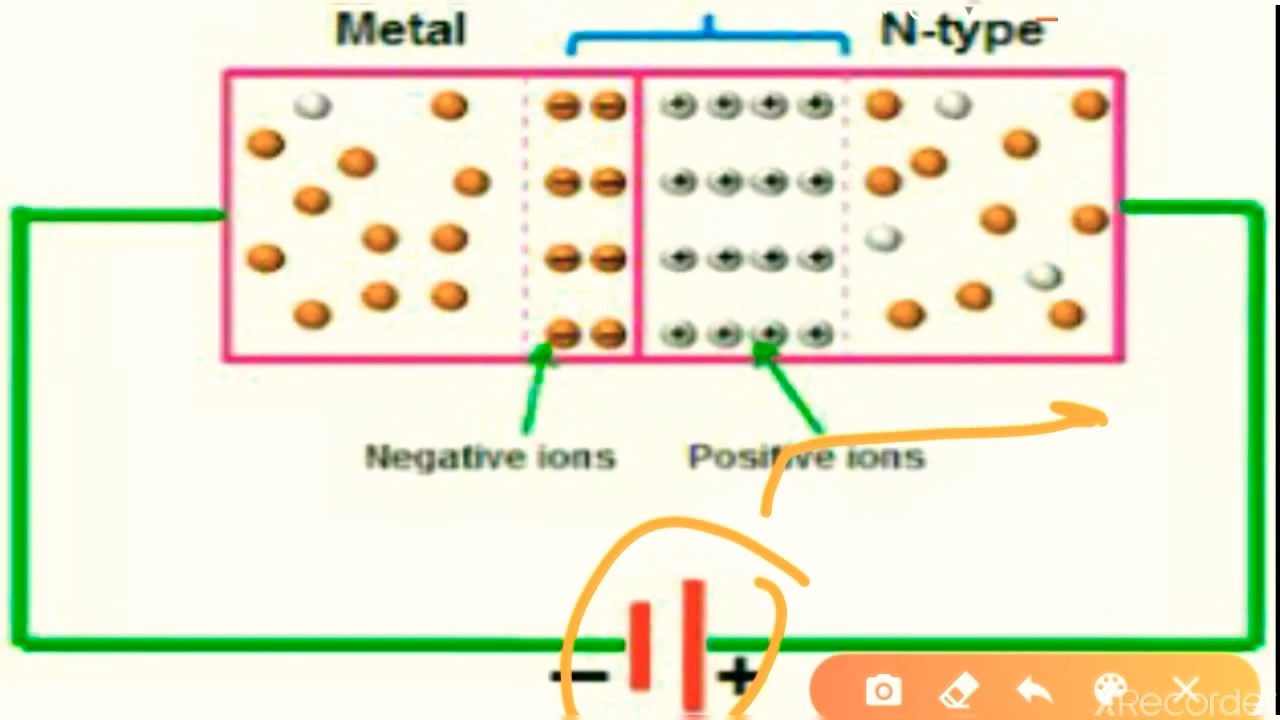 Metal
N-type
Negative ions
Positive ions
− +
XRecorder